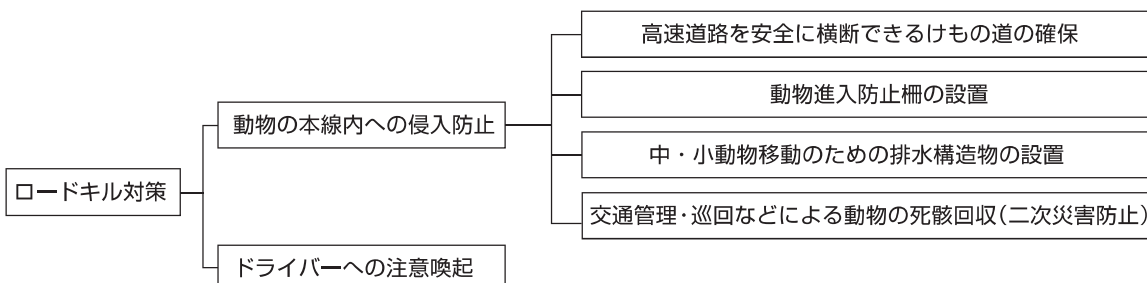 高速道路を安全に横断できるけもの道の確保
動物進入防止柵の設置
動物の本線内への侵入防止
中・小動物移動のための排水構造物の設置
ロードキル対策
交通管理・巡回などによる動物の死骸回収(二次災害防止)
ドライバーへの注意喚起